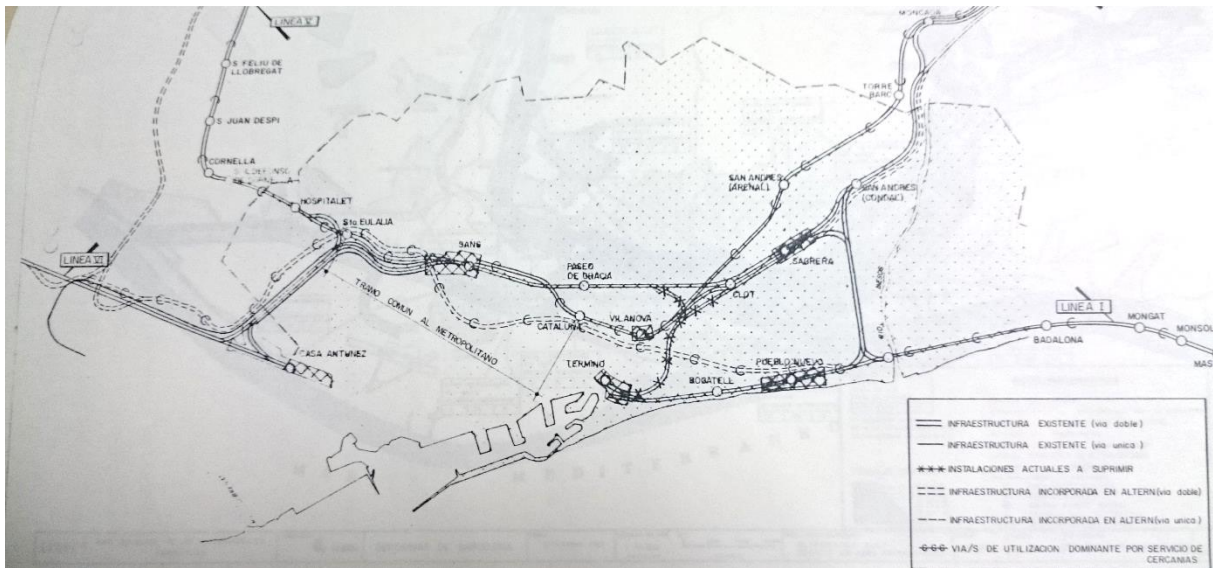 LINEA V
MONCADA
S FELIU DE
LLOBREGAT
TORRE
BARO
S JUAN DESPI
CORNELLA
SAN ANDRES
(ARENAL)
SAN ANDRES
(CONDAL)
HOSPITALET
Sta EULALIA
SANS
SAGRERA
LINEA VI
PASEO
DE GRACIA
CLOT
RIO
LINEA I
MONGAT
MONSOL
VILANOVA
CATALUÑA
BADALONA
MAS
TRAMO COMUN AL METROPOLITANO
CASA ANTUNEZ
TERMINO
PUEBLO NUEVO
BOGATELL
INFRAESTRUCTURA EXISTENTE (via doble)
INFRAESTRUCTURA EXISTENTE (via unica)
INSTALACIONES ACTUALES A SUPRIMIR
INFRAESTRUCTURA INCORPORADA EN ALTERN (via doble)
INFRAESTRUCTURA INCORPORADA EN ALTERN (via unica)
VIA/S DE UTILIZACION DOMINANTE POR SERVICIO DE
CERCANIAS